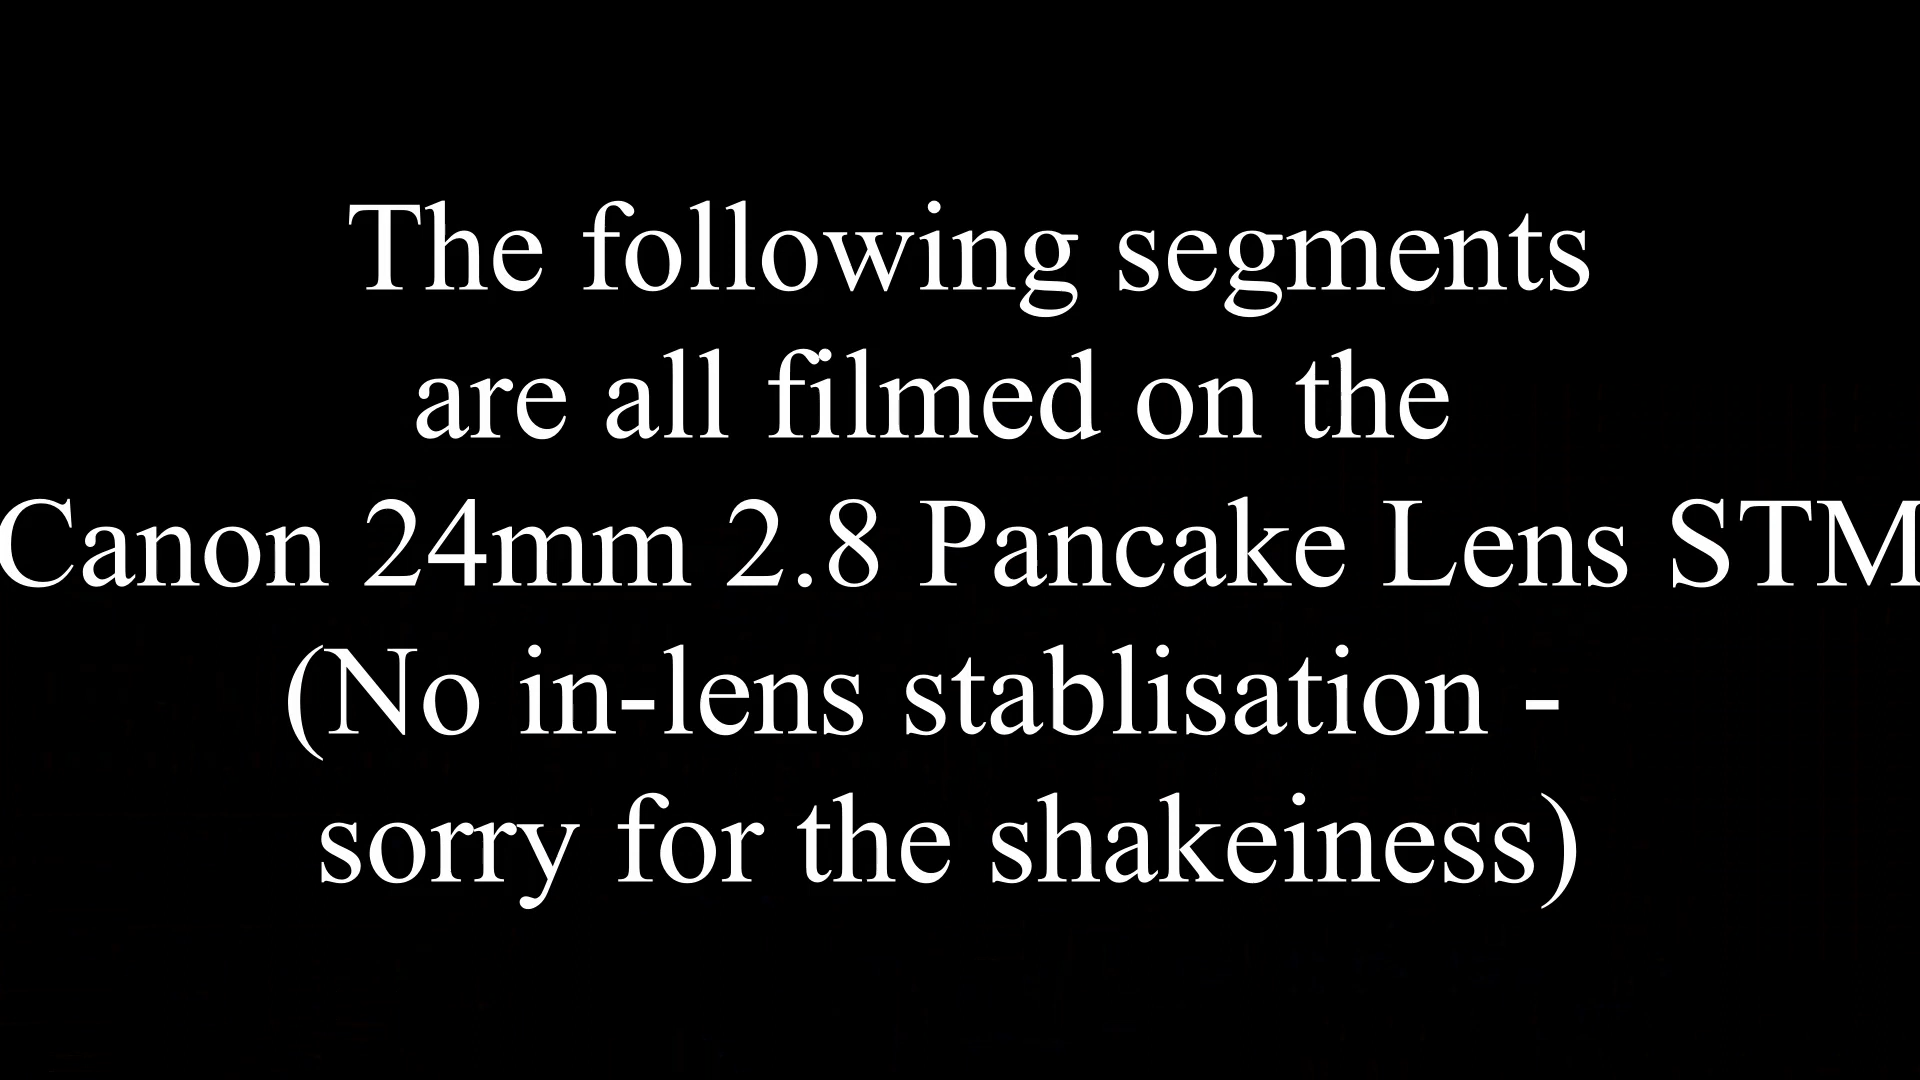 The following segments
are all filmed on the
Canon 24mm 2.8 Pancake Lens STM
(No in-lens stablisation -
sorry for the shakeiness)